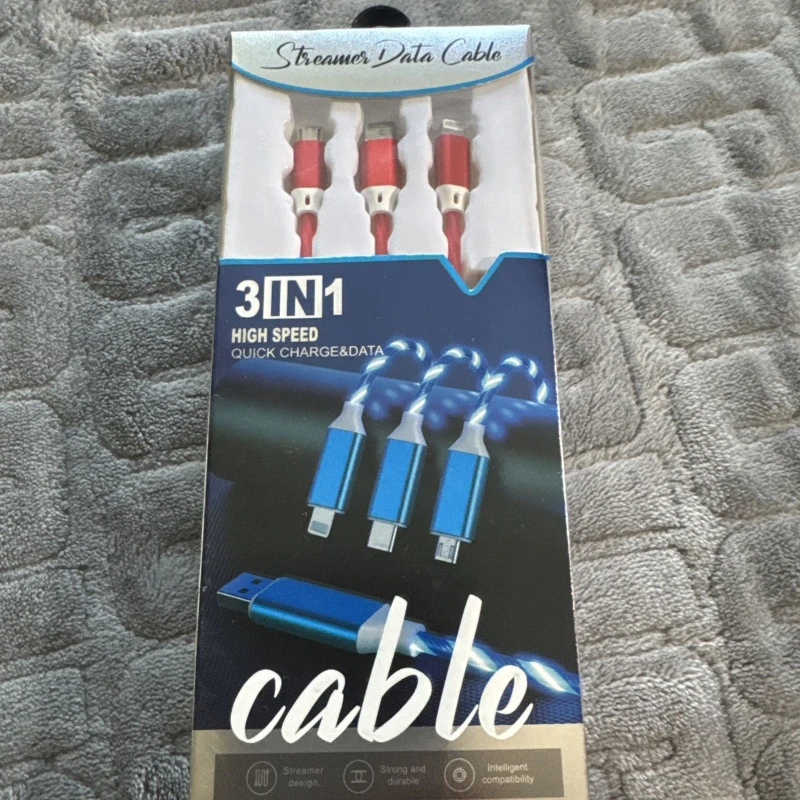 Streamer Data Cable
3IN1
HIGH SPEED
QUICK CHARGE&DATA
cable
Streamer
design.
Strong and
durable
Intelligent
compatibility